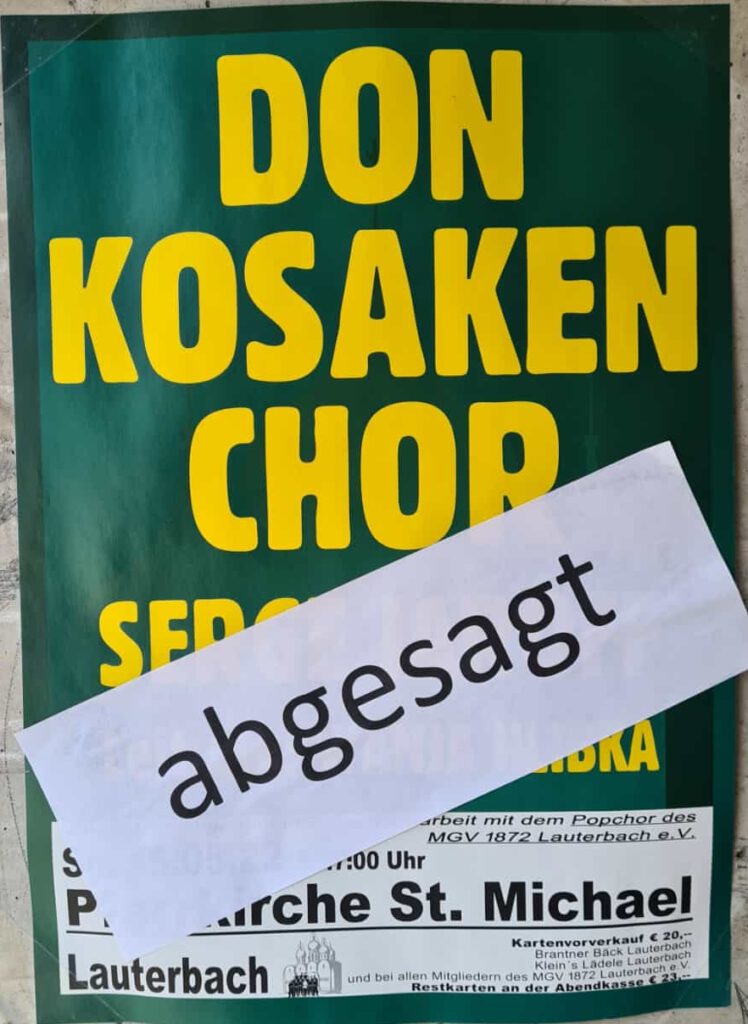 DON
KOSAKEN
CHOR
abgesagt
arbeit mit dem Popchor des
MGV 1872 Lauterbach e.V.
:00 Uhr
Pfarrkirche St. Michael
Lauterbach
Kartenvorverkauf € 20,--
Brantner Bäck Lauterbach
Klein´s Lädele Lauterbach
und bei allen Mitgliedern des MGV 1872 Lauterbach e.V.
Restkarten an der Abendkasse € 23,--